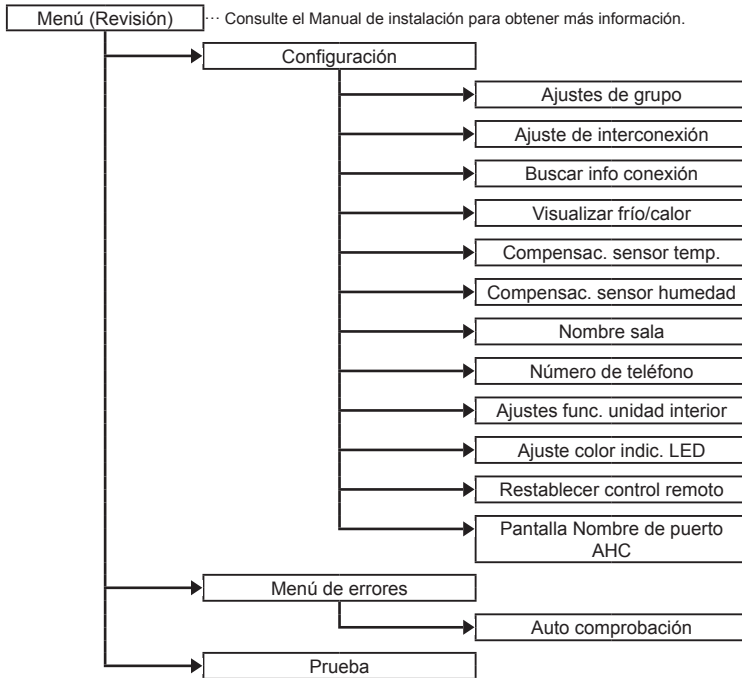 Menú (Revisión) ··· Consulte el Manual de instalación para obtener más información.
Configuración
Ajustes de grupo
Ajuste de interconexión
Buscar info conexión
Visualizar frío/calor
Compensac. sensor temp.
Compensac. sensor humedad
Nombre sala
Número de teléfono
Ajustes func. unidad interior
Ajuste color indic. LED
Restablecer control remoto
Pantalla Nombre de puerto
AHC
Menú de errores
Auto comprobación
Prueba